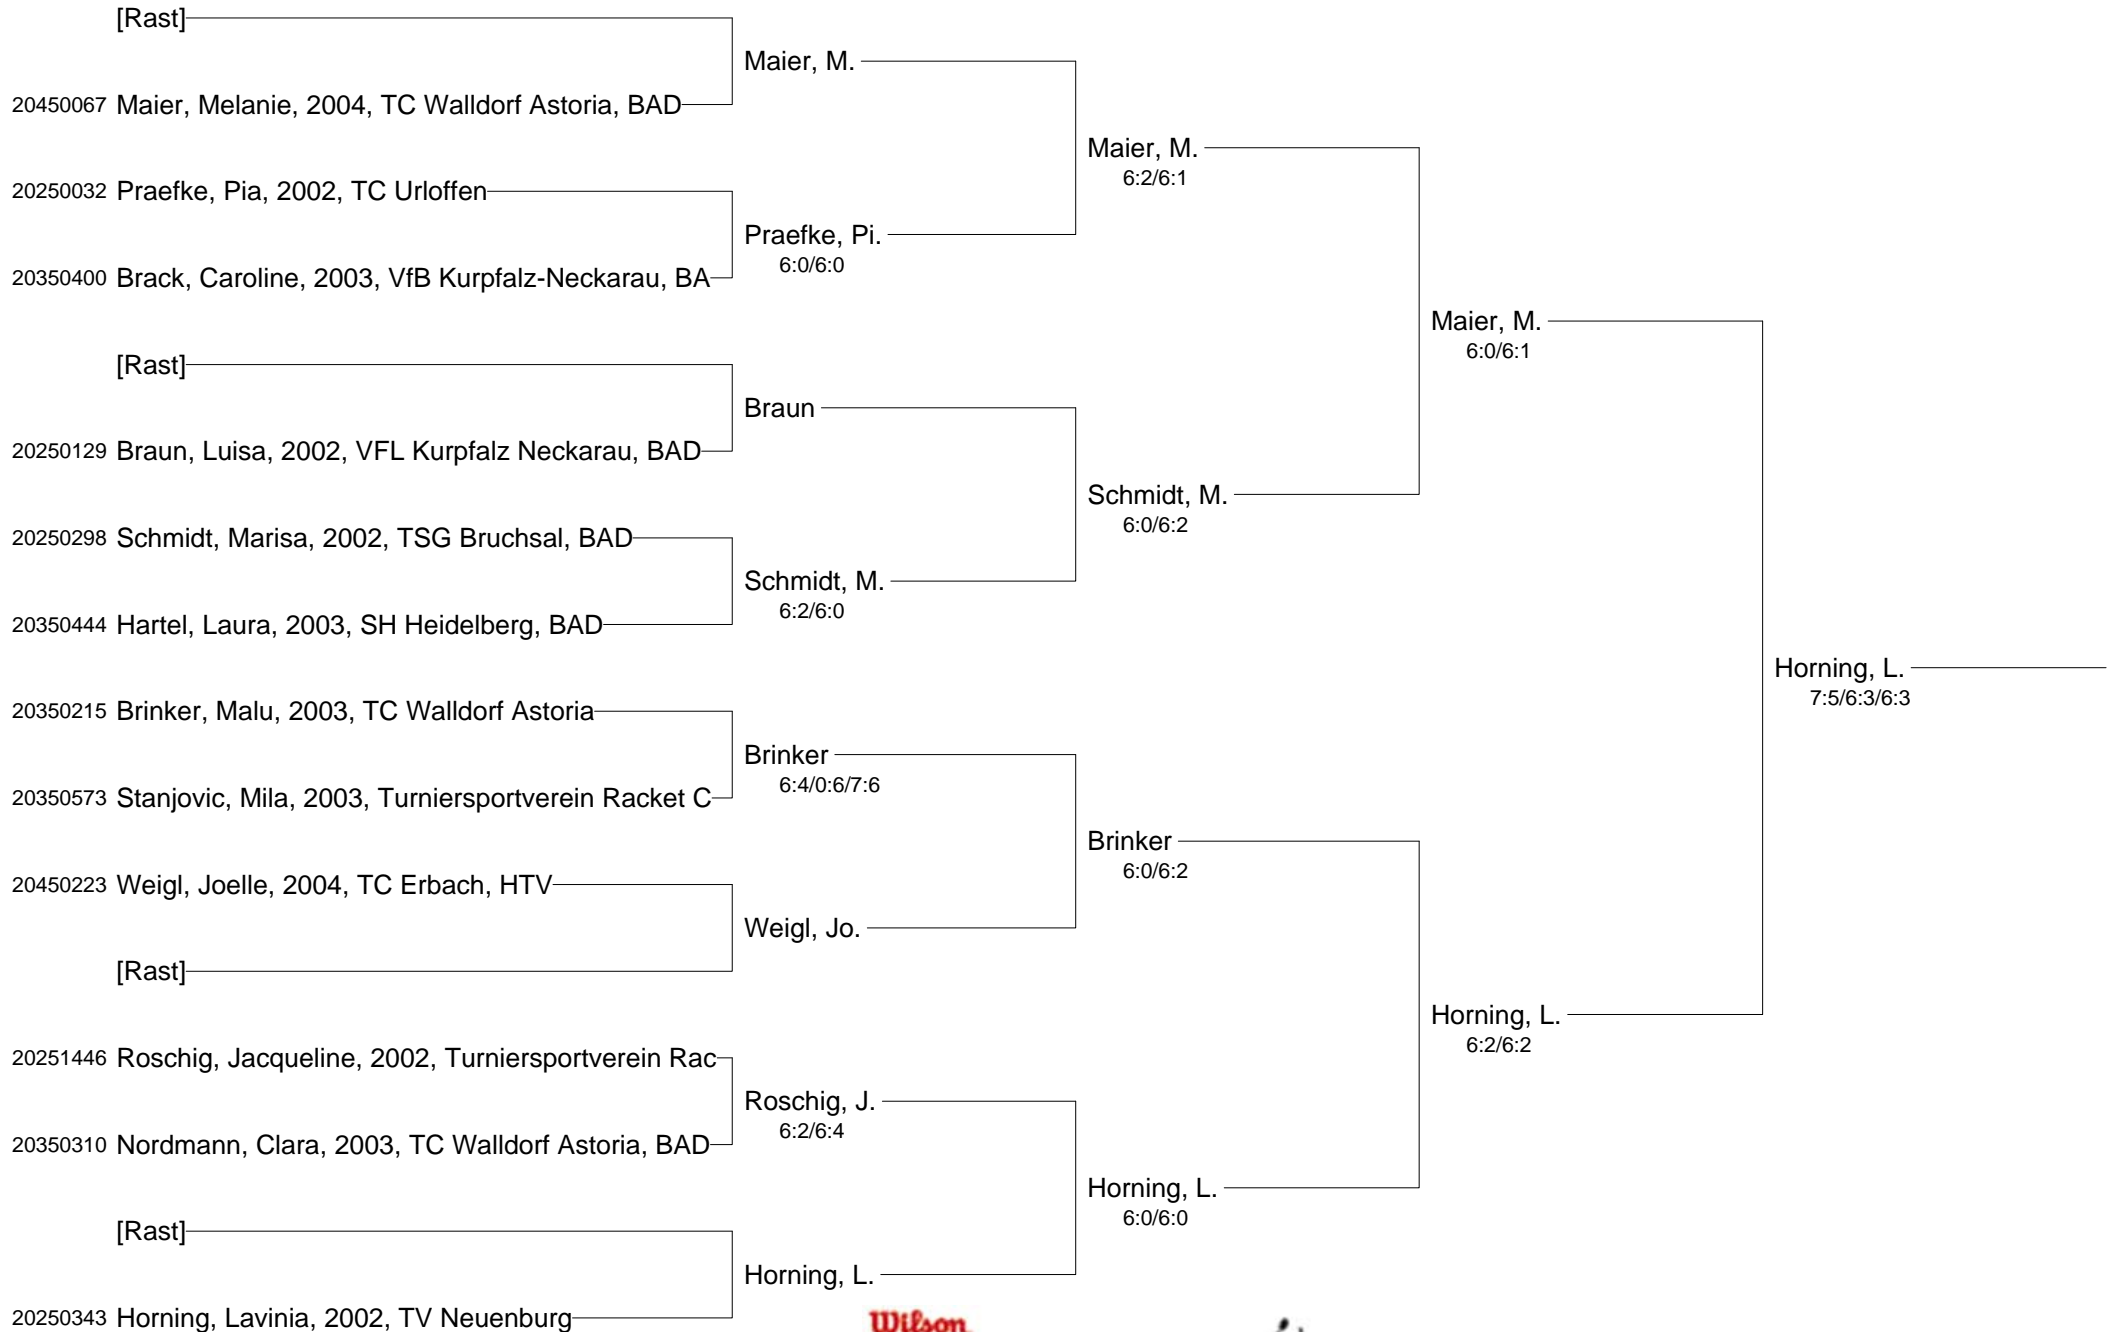 [Rast]
20450067 Maier, Melanie, 2004, TC Walldorf Astoria, BAD
20250032 Praefke, Pia, 2002, TC Urloffen
20350400 Brack, Caroline, 2003, VfB Kurpfalz-Neckarau, BA
[Rast]
20250129 Braun, Luisa, 2002, VFL Kurpfalz Neckarau, BAD
20250298 Schmidt, Marisa, 2002, TSG Bruchsal, BAD
20350444 Hartel, Laura, 2003, SH Heidelberg, BAD
20350215 Brinker, Malu, 2003, TC Walldorf Astoria
20350573 Stanjovic, Mila, 2003, Turniersportverein Racket C
20450223 Weigl, Joelle, 2004, TC Erbach, HTV
[Rast]
20251446 Roschig, Jacqueline, 2002, Turniersportverein Rac
20350310 Nordmann, Clara, 2003, TC Walldorf Astoria, BAD
[Rast]
20250343 Horning, Lavinia, 2002, TV Neuenburg
Maier, M.
Praefke, Pi.
6:0/6:0
Braun
Schmidt, M.
6:2/6:0
Brinker
6:4/0:6/7:6
Weigl, Jo.
Roschig, J.
6:2/6:4
Horning, L.
Maier, M.
6:2/6:1
Schmidt, M.
6:0/6:2
Brinker
6:0/6:2
Horning, L.
6:0/6:0
Maier, M.
6:0/6:1
Horning, L.
6:2/6:2
Horning, L.
7:5/6:3/6:3
Wilson